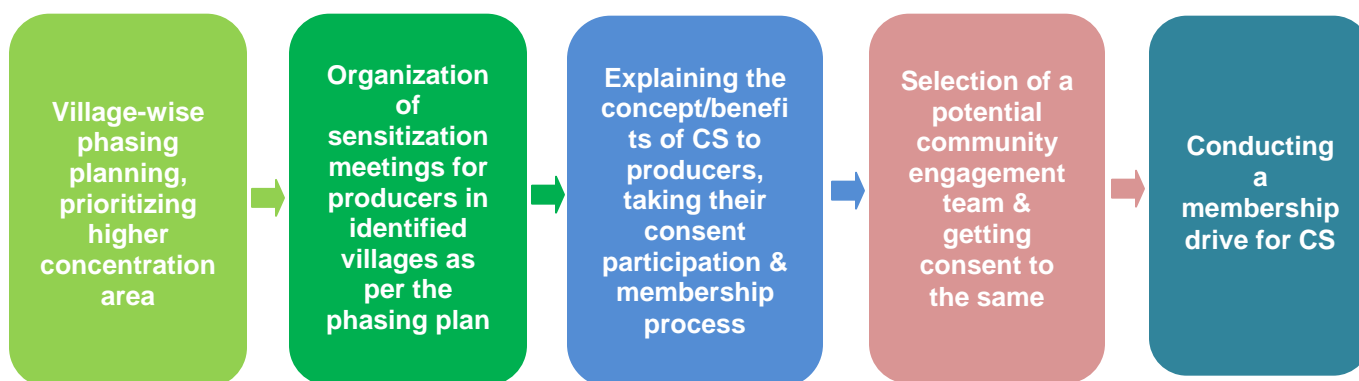 Village-wise
phasing
planning,
prioritizing
higher
concentration
area
Organization
of
sensitization
meetings for
producers in
identified
villages as
per the
phasing plan
Explaining the
concept/benefi
ts of CS to
producers,
taking their
consent
participation &
membership
process
Selection of a
potential
community
engagement
team &
getting
consent to
the same
Conducting
a
membership
drive for CS